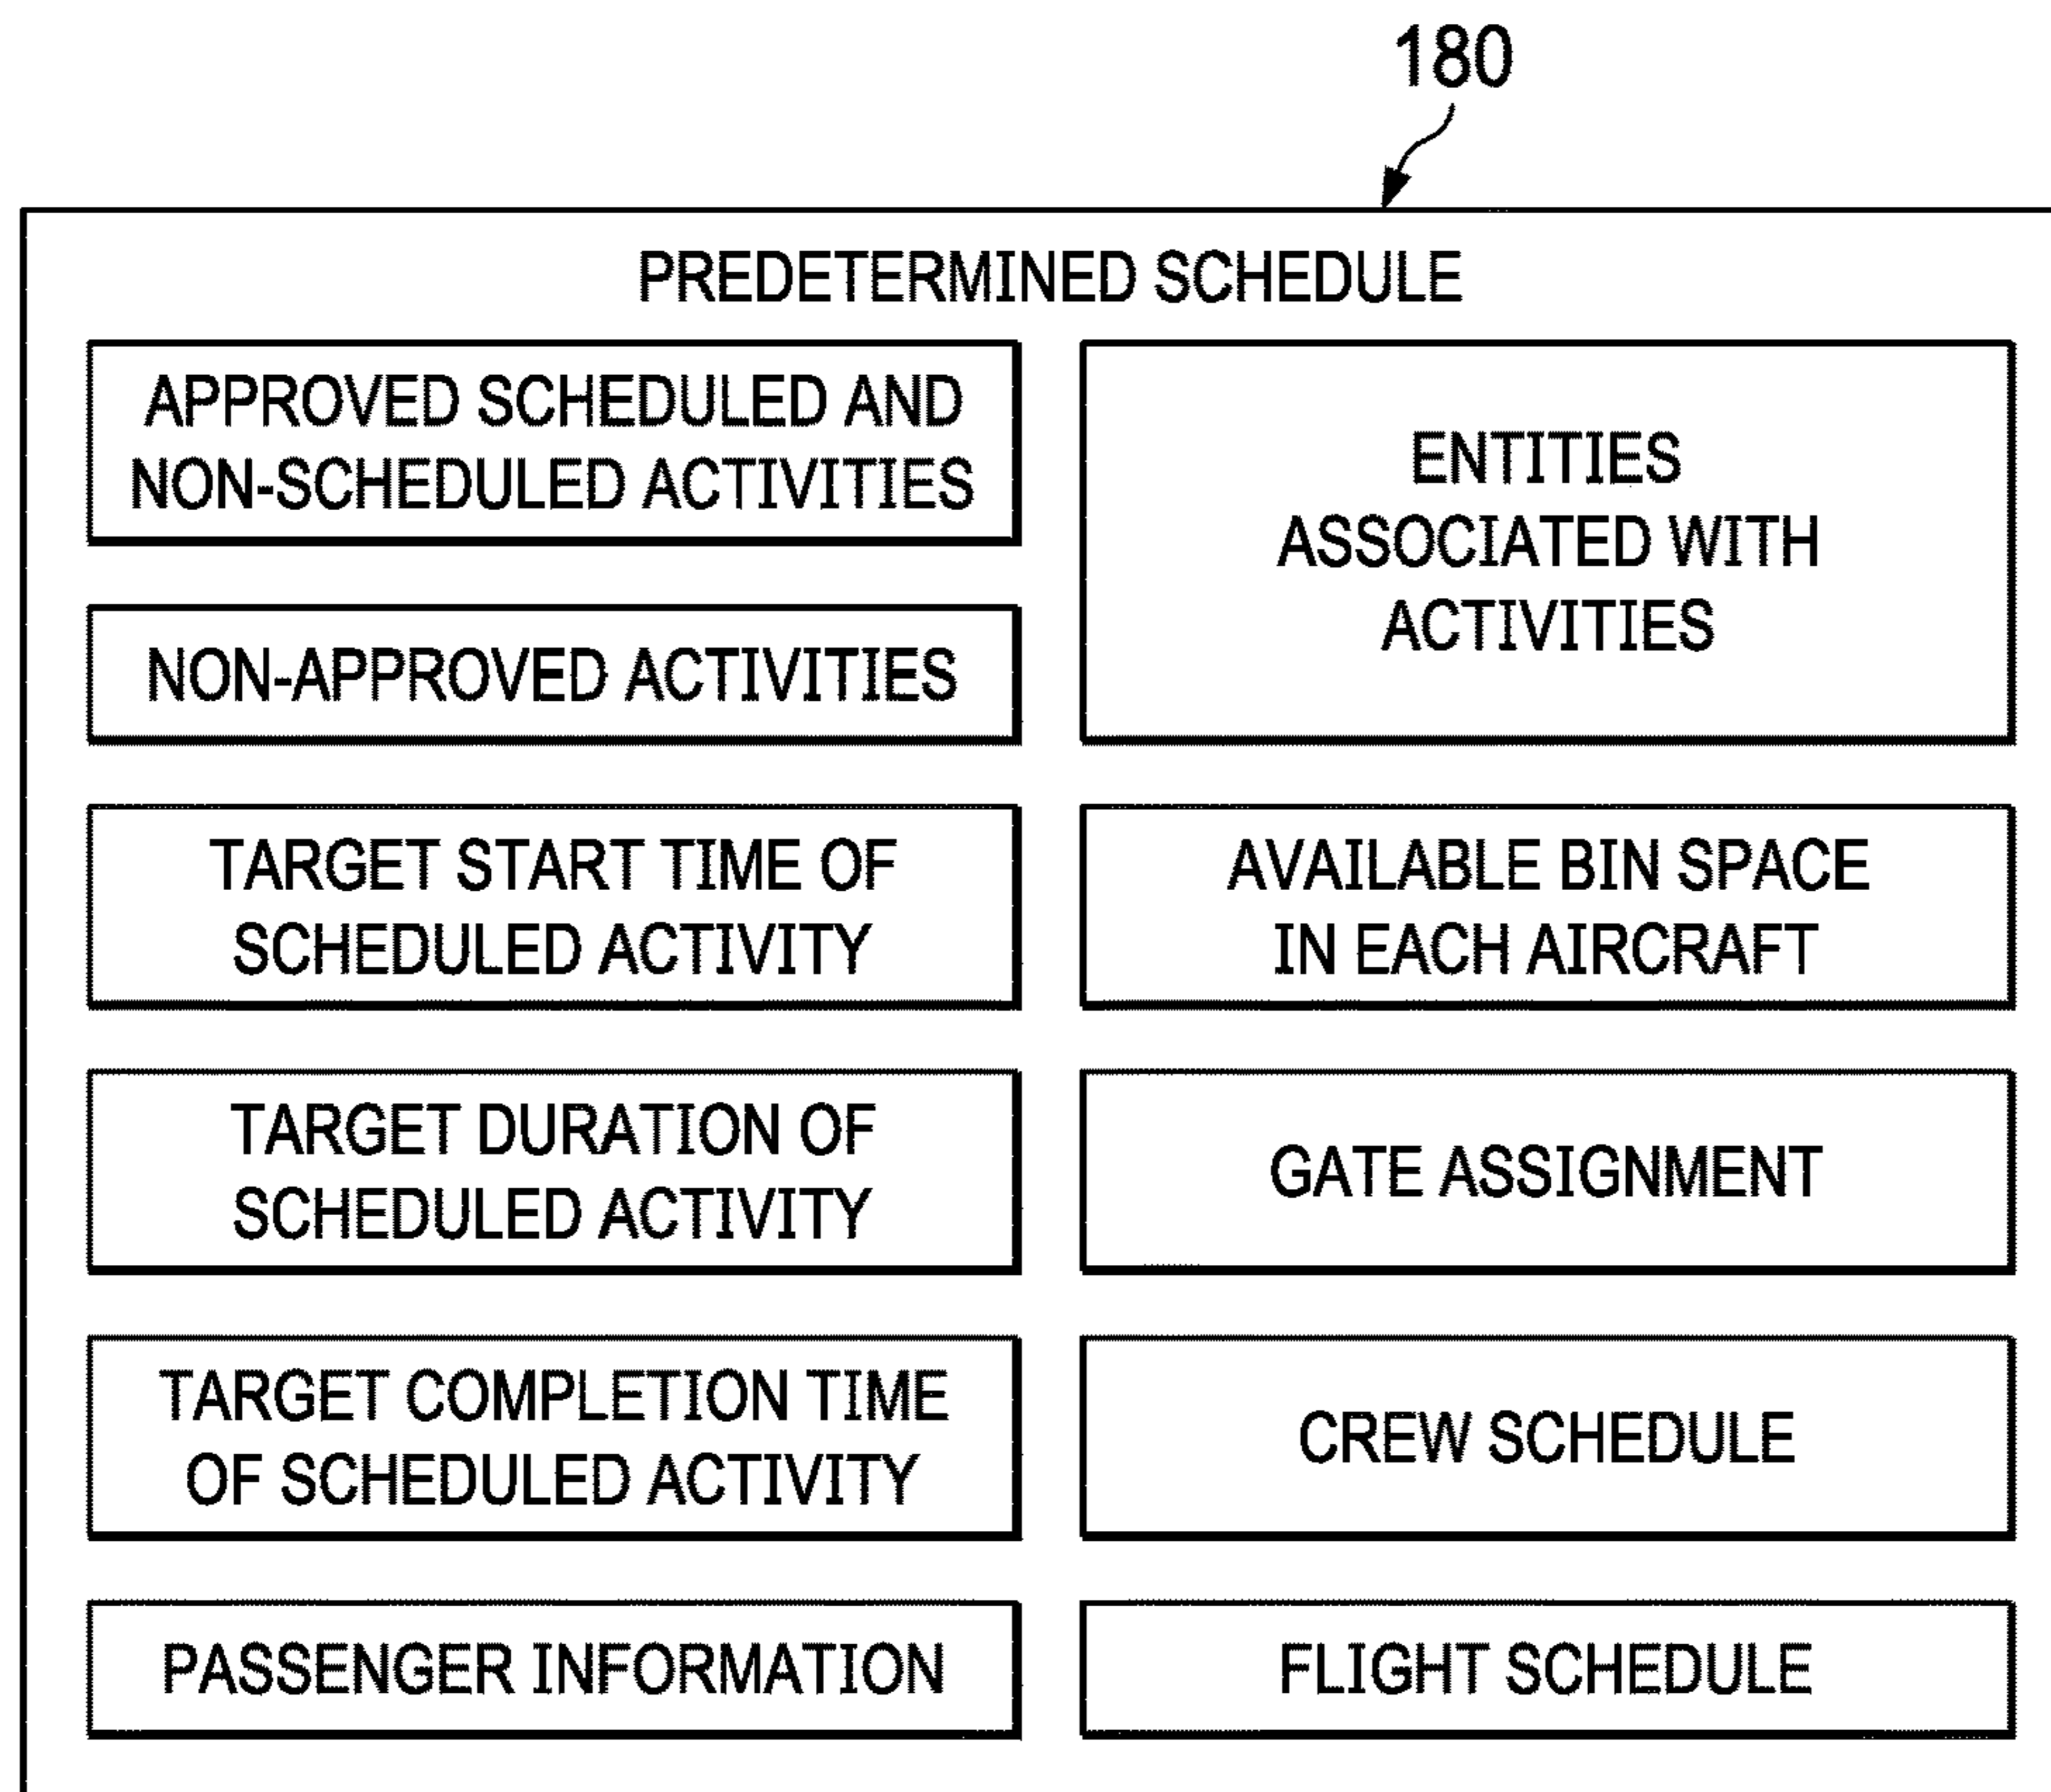 180
PREDETERMINED SCHEDULE
APPROVED SCHEDULED AND
NON-SCHEDULED ACTIVITIES
NON-APPROVED ACTIVITIES
TARGET START TIME OF
SCHEDULED ACTIVITY
TARGET DURATION OF
SCHEDULED ACTIVITY
TARGET COMPLETION TIME
OF SCHEDULED ACTIVITY
PASSENGER INFORMATION
ENTITIES
ASSOCIATED WITH
ACTIVITIES
AVAILABLE BIN SPACE
IN EACH AIRCRAFT
GATE ASSIGNMENT
CREW SCHEDULE
FLIGHT SCHEDULE